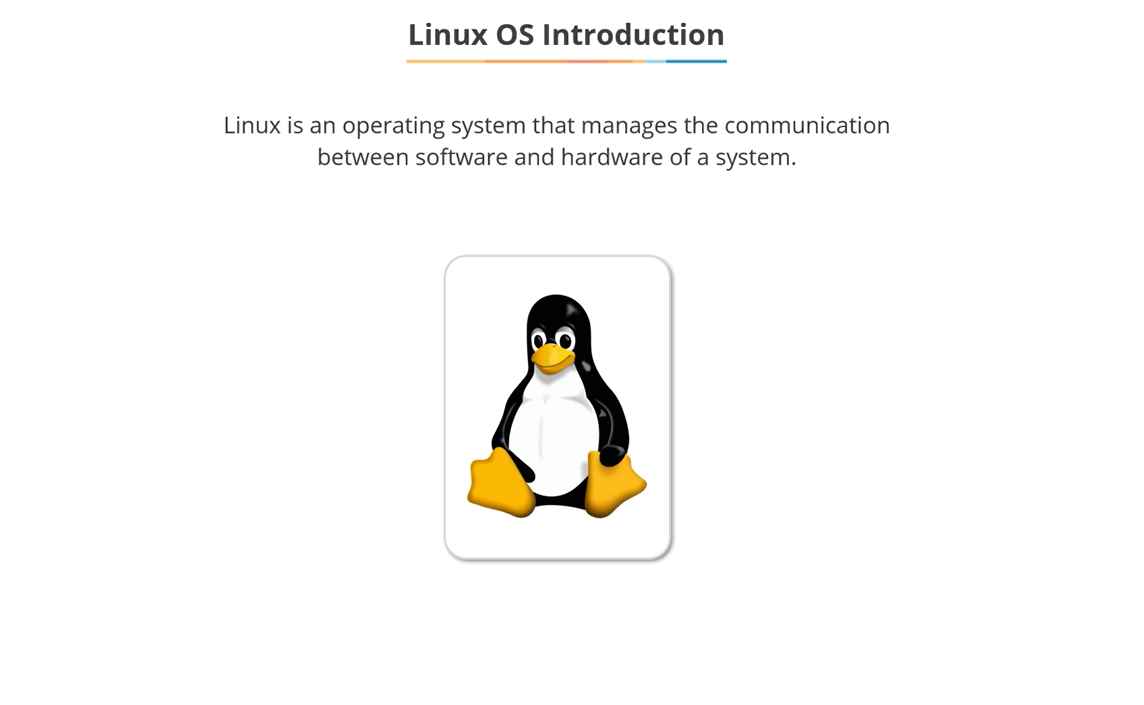 Linux OS Introduction
Linux is an operating system that manages the communication
between software and hardware of a system.